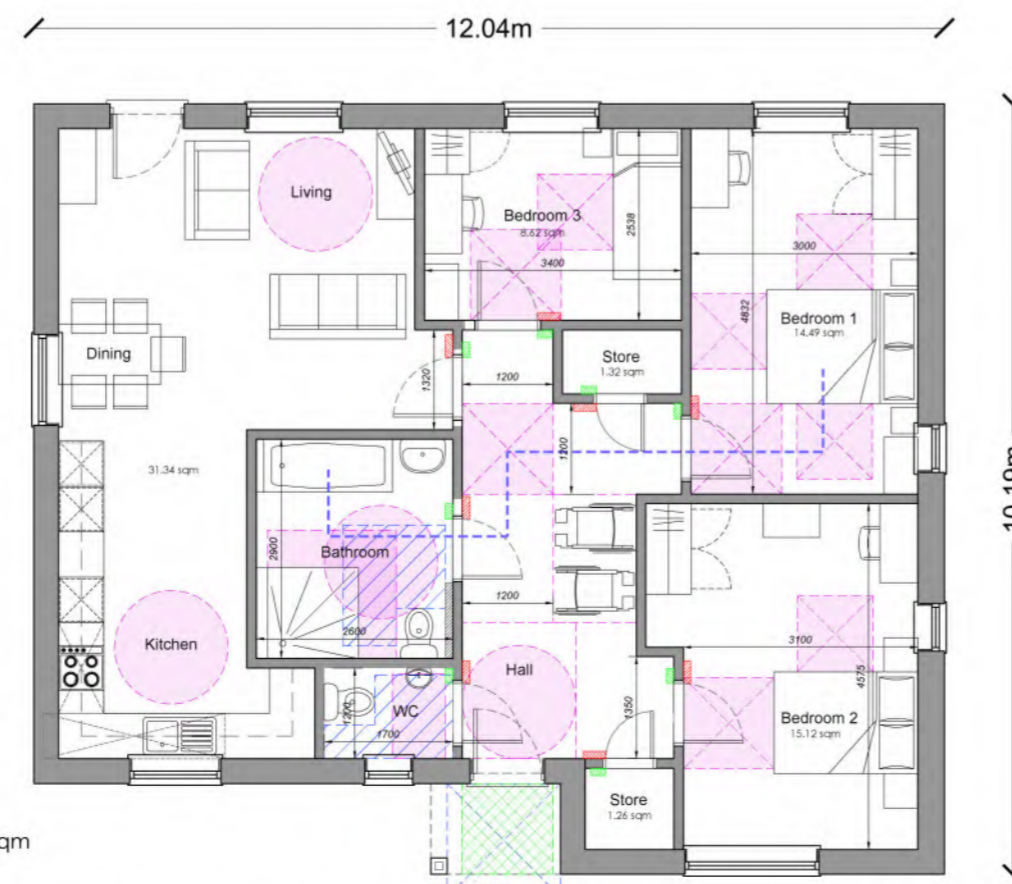 12.04m
Living
Bedroom 3
8.62 sqm
2538
3400
3000
4832
Bedroom 1
14.49 sqm
Dining
Store
1.32 sqm
1320
1200
1200
31.34 sqm
10.19m
2900
Bathroom
2600
1200
3100
4575
Kitchen
Hall
WC
1200
1700
1350
Bedroom 2
15.12 sqm
Store
1.26 sqm
qm